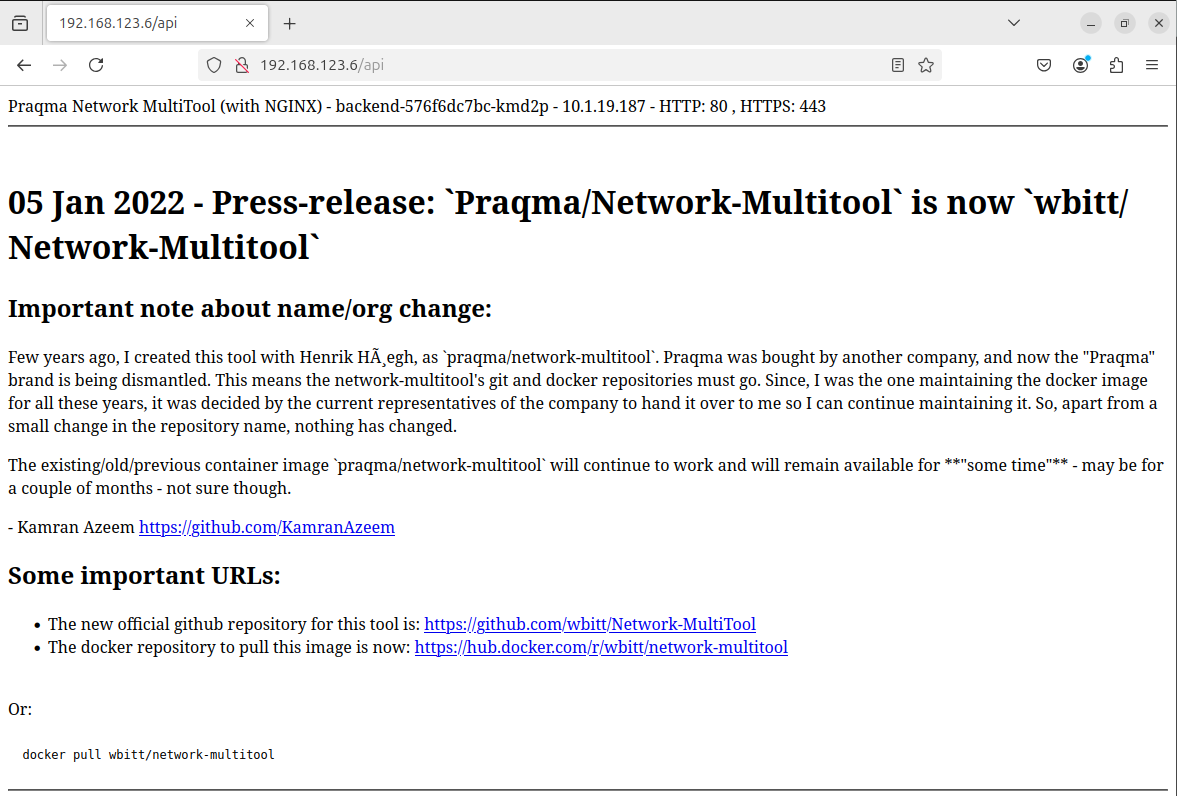 192.168.123.6/api
192.168.123.6/api
Praqma Network MultiTool (with NGINX) - backend-576f6dc7bc-kmd2p - 10.1.19.187 - HTTP: 80 , HTTPS: 443
05 Jan 2022 - Press-release: `Praqma/Network-Multitool` is now `wbitt/
Network-Multitool`
Important note about name/org change:
Few years ago, I created this tool with Henrik HÃ¸egh, as `praqma/network-multitool`. Praqma was bought by another company, and now the "Praqma"
brand is being dismantled. This means the network-multitool's git and docker repositories must go. Since, I was the one maintaining the docker image
for all these years, it was decided by the current representatives of the company to hand it over to me so I can continue maintaining it. So, apart from a
small change in the repository name, nothing has changed.
The existing/old/previous container image `praqma/network-multitool` will continue to work and will remain available for **"some time"** - may be for
a couple of months - not sure though.
- Kamran Azeem https://github.com/KamranAzeem
Some important URLs:
• The new official github repository for this tool is: https://github.com/wbitt/Network-MultiTool
• The docker repository to pull this image is now: https://hub.docker.com/r/wbitt/network-multitool
Or:
docker pull wbitt/network-multitool